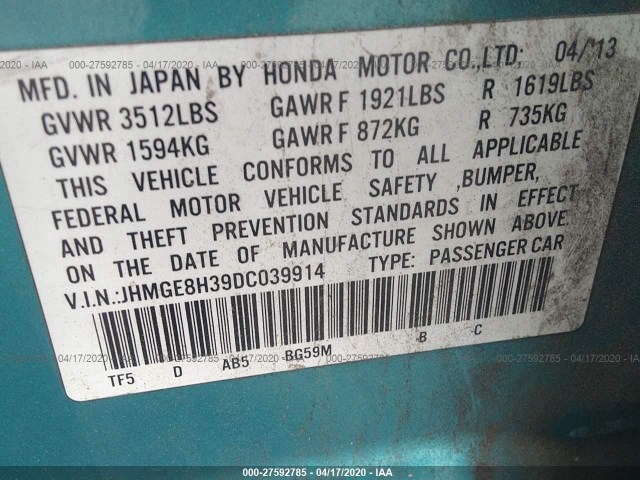 MFD. IN JAPAN BY HONDA MOTOR CO.,LTD; 04/13
GVWR 3512LBS GAWR F 1921LBS R 1619LBS
GVWR 1594KG GAWR F 872KG R 735KG
THIS VEHICLE CONFORMS TO ALL APPLICABLE
FEDERAL MOTOR VEHICLE SAFETY ,BUMPER,
AND THEFT PREVENTION STANDARDS IN EFFECT
ON THE DATE OF MANUFACTURE SHOWN ABOVE.
V.I.N.:JHMGE8H39DC039914 TYPE: PASSENGER CAR
TF5 D AB5 BG59M -B -C
000-27592785 - 04/17/2020 - IAA